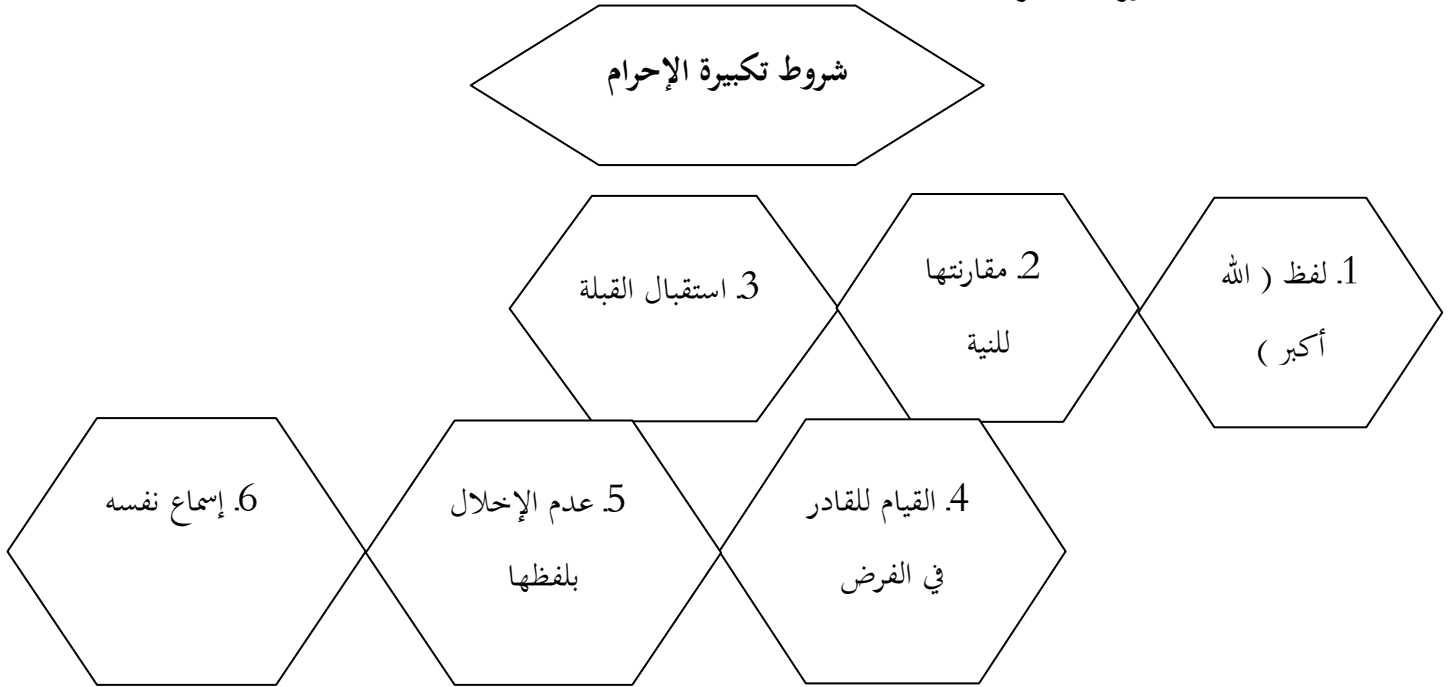 شروط تكبيرة الإحرام
1. لفظ ( الله
أكبر )
2. مقارنتها
للنية
3. استقبال القبلة
4. القيام للقادر
في الفرض
5. عدم الإخلال
بلفظها
6. إسماع نفسه